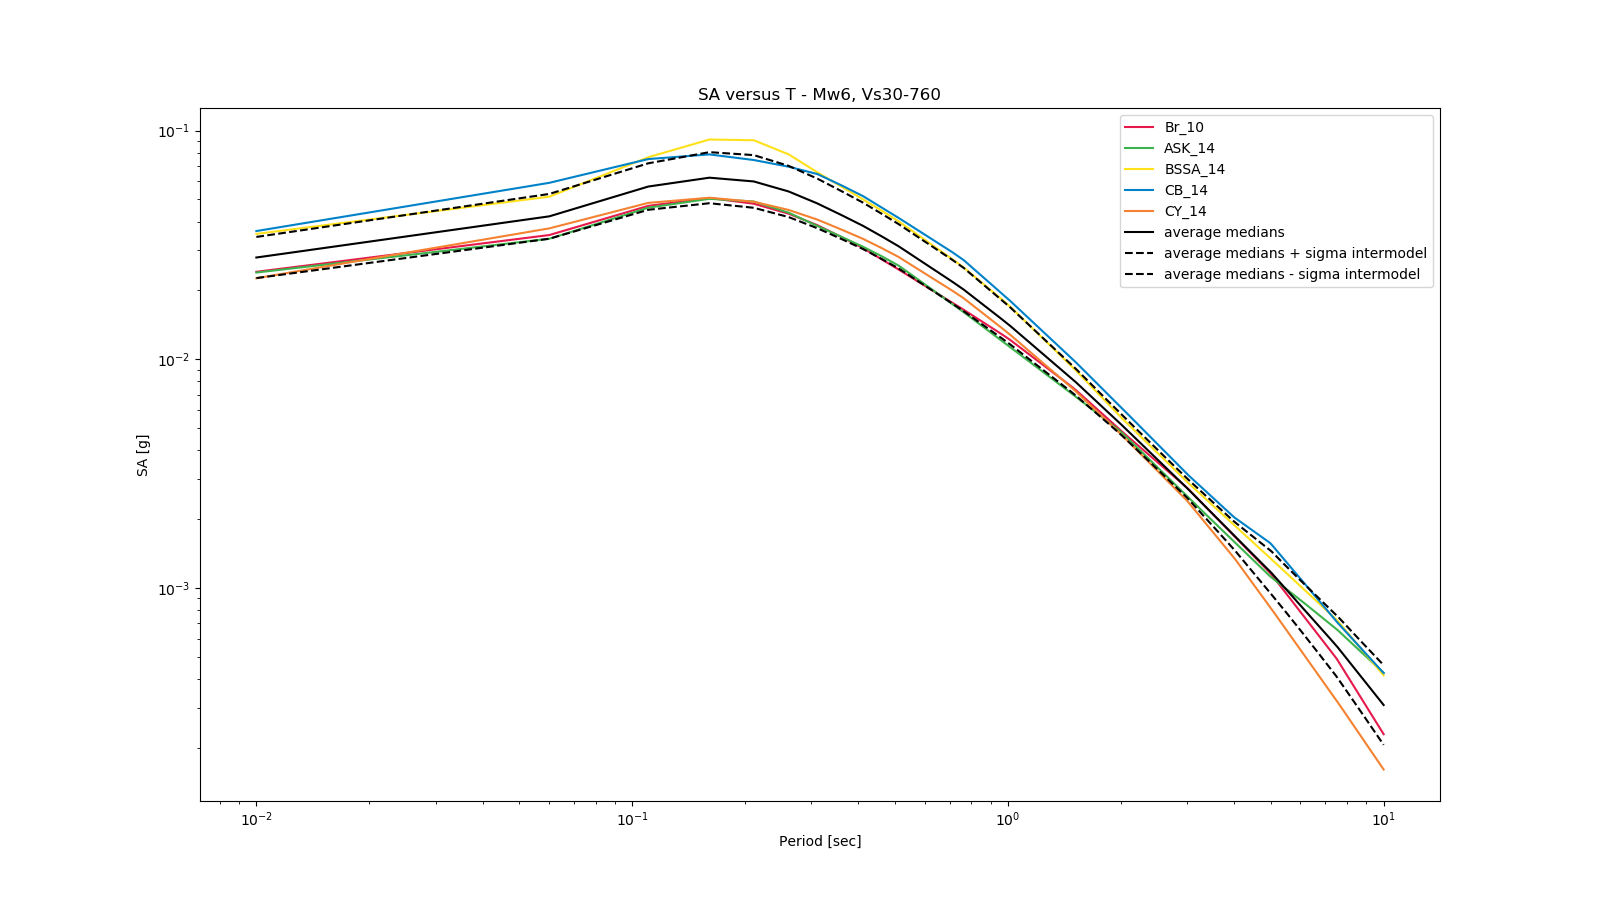 SA versus T - Mw6, Vs30-760
Br_10
ASK_14
BSSA_14
CB_14
CY_14
average medians
average medians + sigma intermodel
average medians - sigma intermodel
10⁻¹
10⁻²
10⁻³
SA [g]
10⁻² 10⁻¹ 10⁰ 10¹
Period [sec]